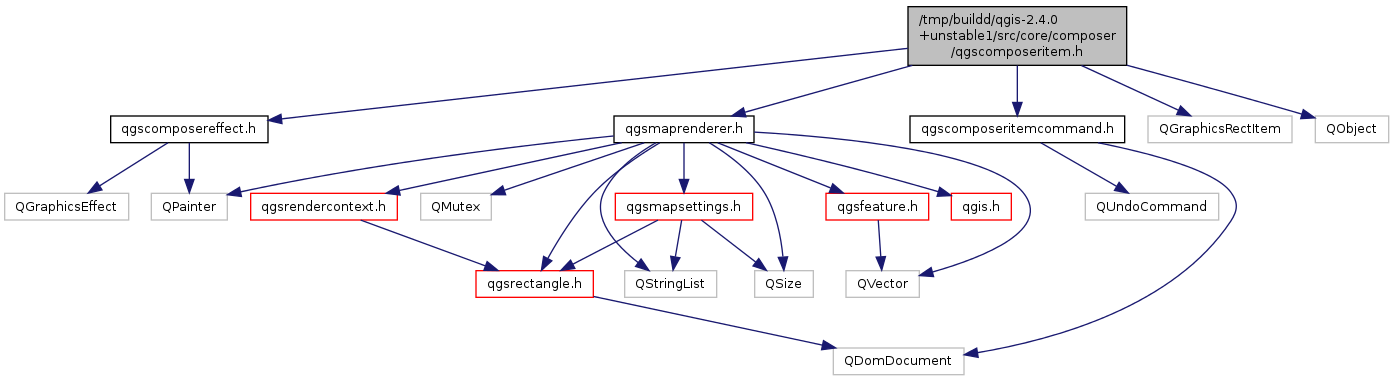 /tmp/buildd/qgis-2.4.0
+unstable1/src/core/composer
/qgscomposeritem.h
qgscomposereffect.h
qgsmaprenderer.h
qgscomposeritemcommand.h
QGraphicsRectItem
QObject
QGraphicsEffect
QPainter
qgsrendercontext.h
QMutex
qgsmapsettings.h
qgsfeature.h
qgis.h
QUndoCommand
qgsrectangle.h
QStringList
QSize
QVector
QDomDocument